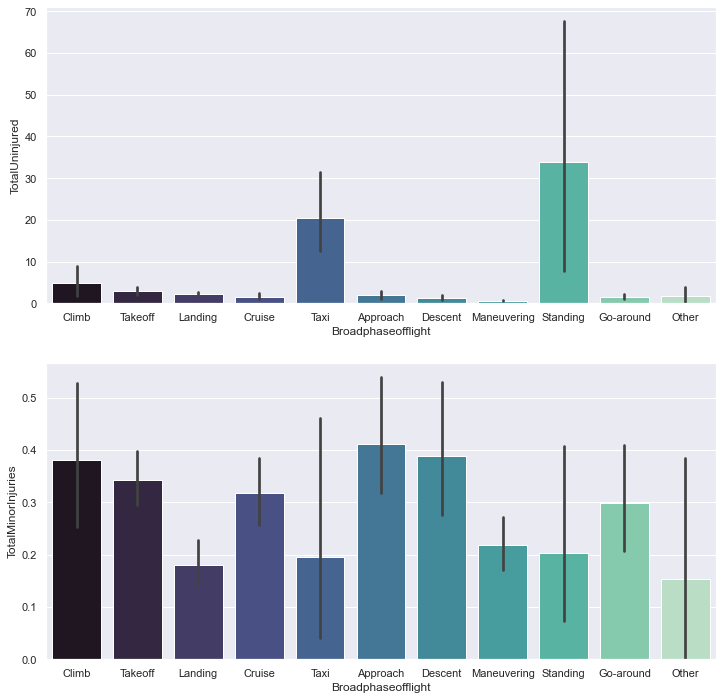 TotalUninjured
70
60
50
40
30
20
10
0
Climb Takeoff Landing Cruise Taxi Approach Descent Maneuvering Standing Go-around Other
Broadphaseofflight
TotalMinorInjuries
0.5
0.4
0.3
0.2
0.1
0.0
Climb Takeoff Landing Cruise Taxi Approach Descent Maneuvering Standing Go-around Other
Broadphaseofflight